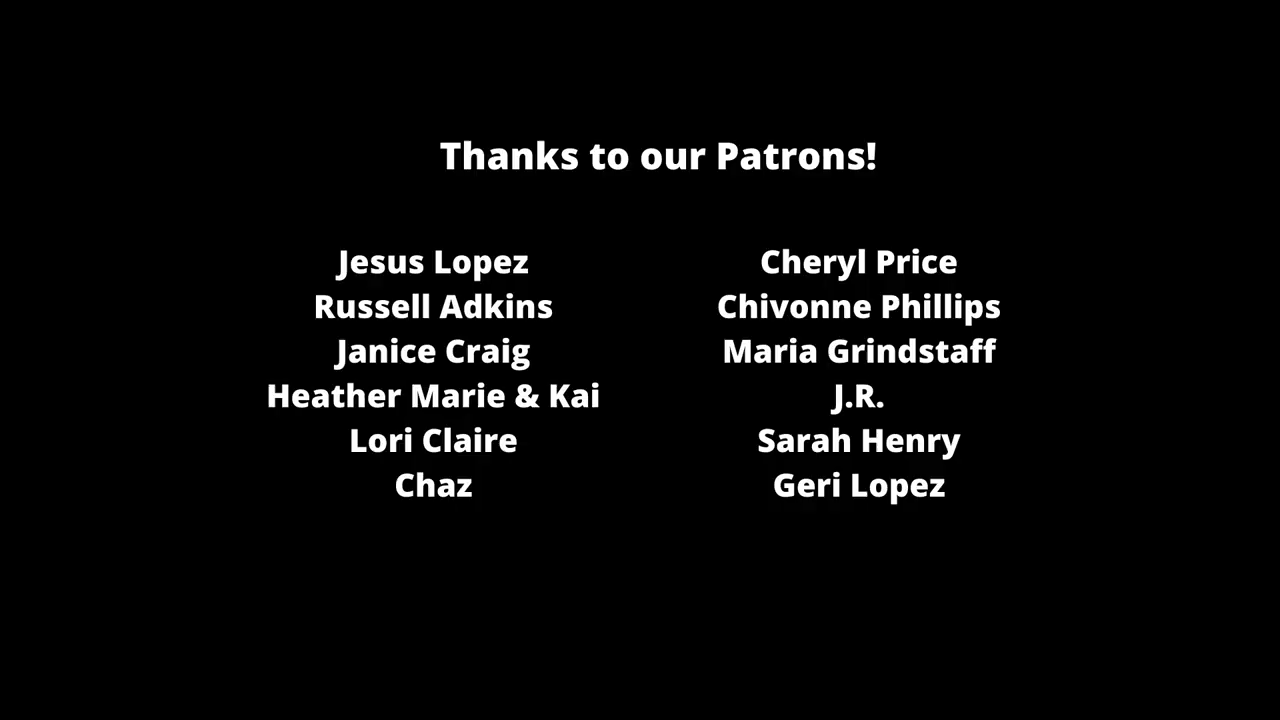 Thanks to our Patrons!
Jesus Lopez
Russell Adkins
Janice Craig
Heather Marie & Kai
Lori Claire
Chaz
Cheryl Price
Chivonne Phillips
Maria Grindstaff
J.R.
Sarah Henry
Geri Lopez